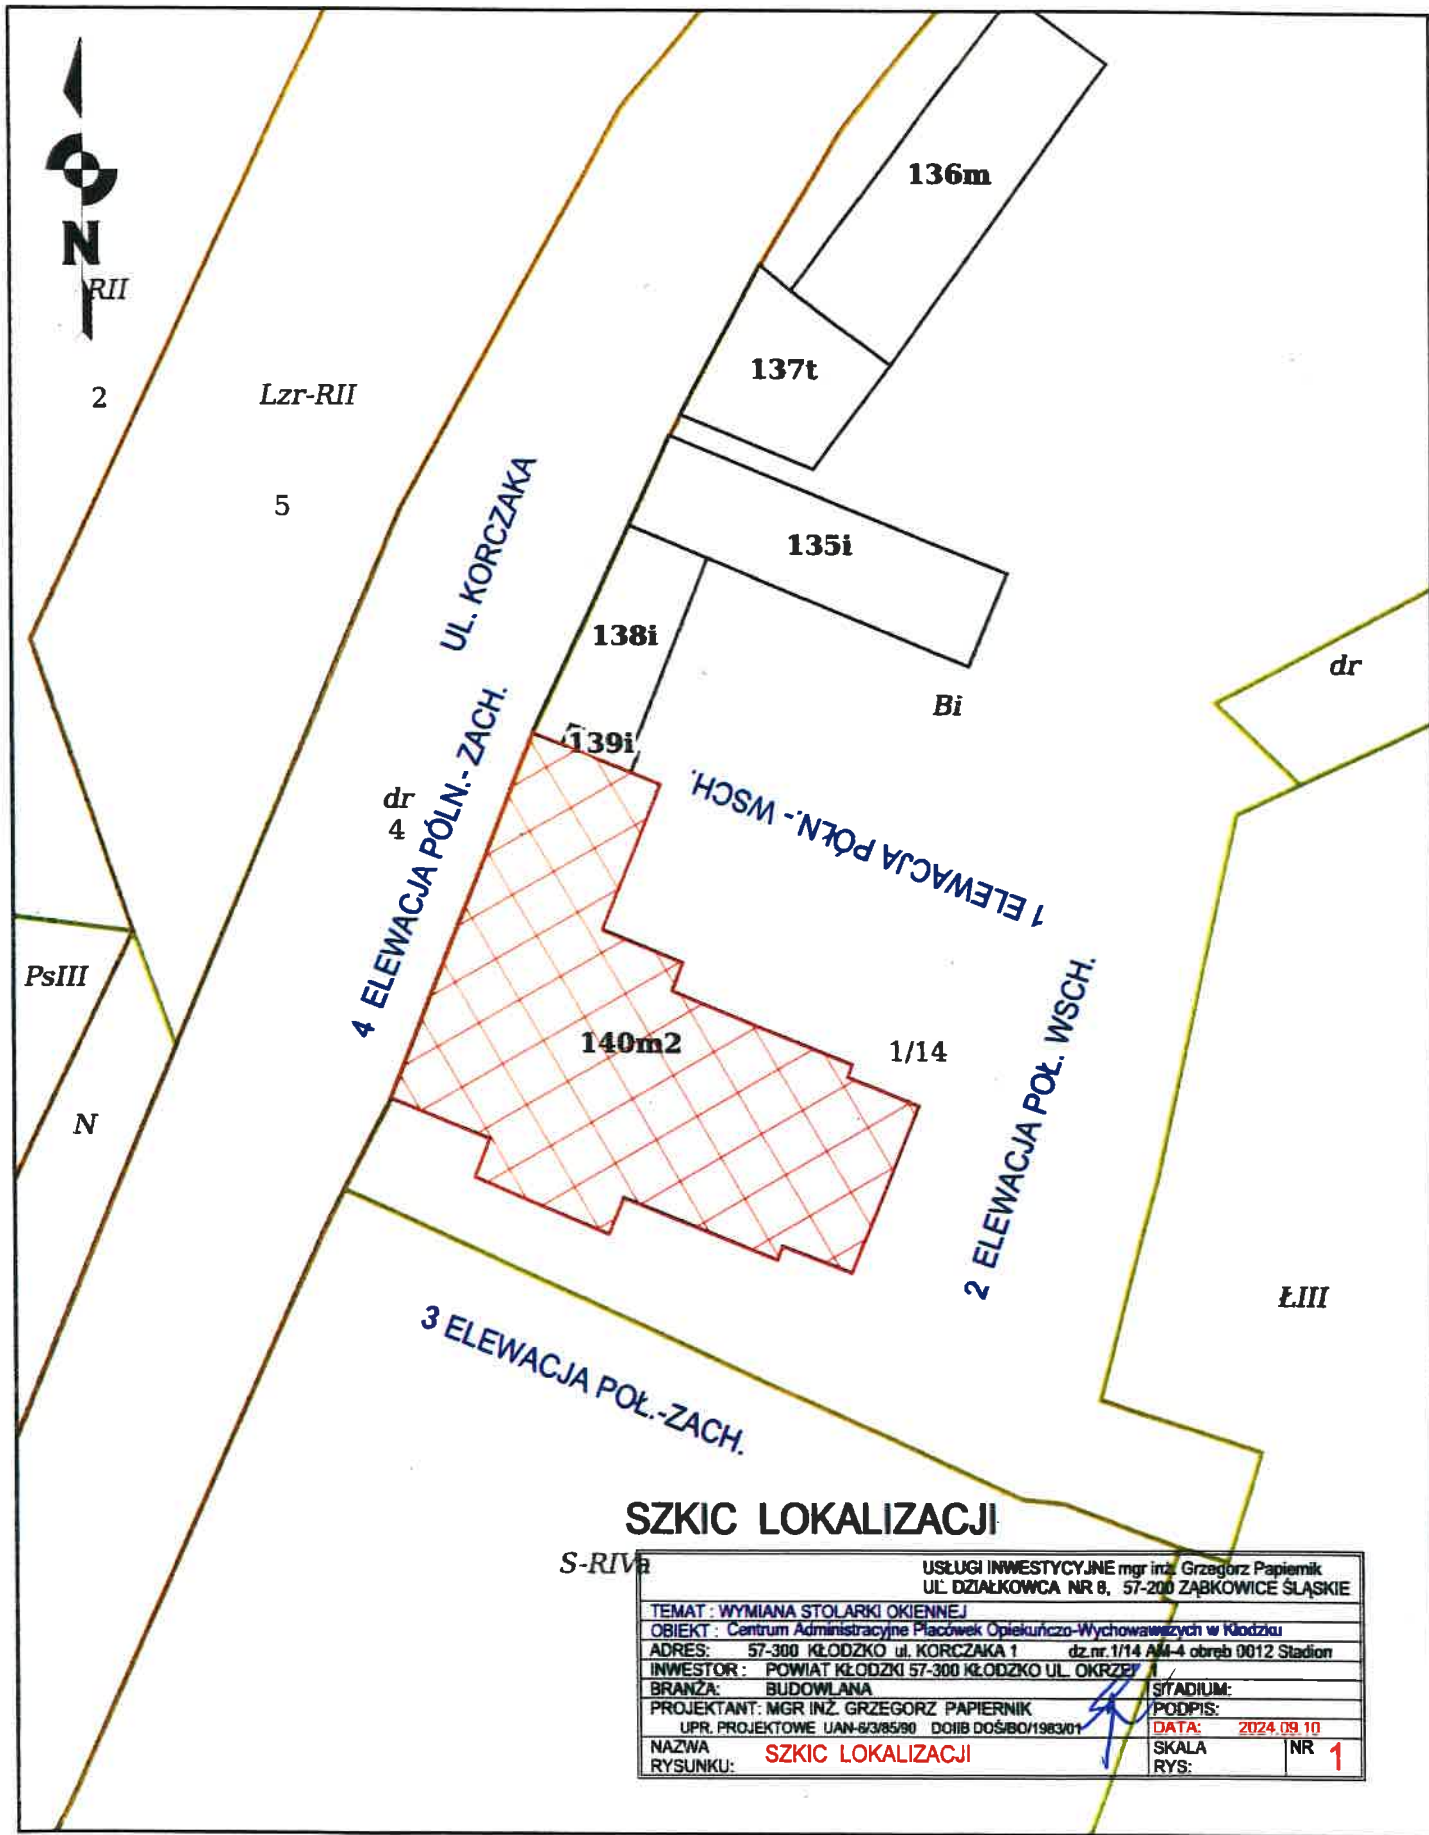 136m
N
RII
137t
2
Lzr-RII
5
UL. KORCZAKA
135i
138i
dr
Bi
139i
dr
4
4 ELEWACJA PÓLN.- ZACH.
1 ELEWACJA PÓŁN.- WSCH.
PsIII
140m2
1/14
2 ELEWACJA POŁ. WSCH.
N
ŁIII
3 ELEWACJA POŁ.-ZACH.
SZKIC LOKALIZACJI
S-RIVa
USŁUGI INWESTYCYJNE mgr inż. Grzegorz Papiernik
UL. DZIAŁKOWCA NR 8, 57-200 ZĄBKOWICE ŚLĄSKIE
TEMAT : WYMIANA STOLARKI OKIENNEJ
OBIEKT : Centrum Administracyjne Placówek Opiekuńczo-Wychowawczych w Kłodzku
ADRES: 57-300 KŁODZKO ul. KORCZAKA 1 dz.nr.1/14 AM-4 obręb 0012 Stadion
INWESTOR : POWIAT KŁODZKI 57-300 KŁODZKO UL. OKRZEI 1
BRANŻA: BUDOWLANA
STADIUM:
PROJEKTANT: MGR INŻ. GRZEGORZ PAPIERNIK
PODPIS:
UPR. PROJEKTOWE UAN-6/3/85/90 DOIIB DOŚ/BO/1983/01
DATA: 2024.09.10
NAZWA RYSUNKU: SZKIC LOKALIZACJI
SKALA RYS:
NR 1